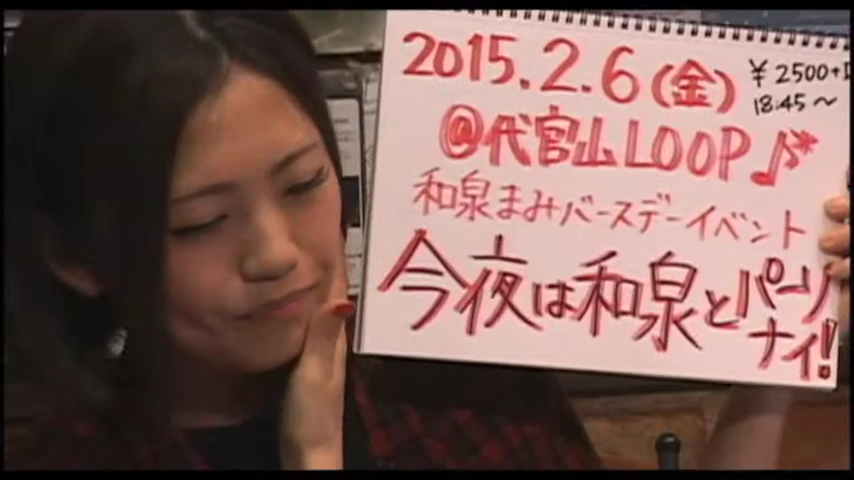 2015.2.6(金)
¥2500+D
18:45～
@代官山LOOP♪*
和泉まみバースデーイベント
今夜は和泉とパーリナイ!